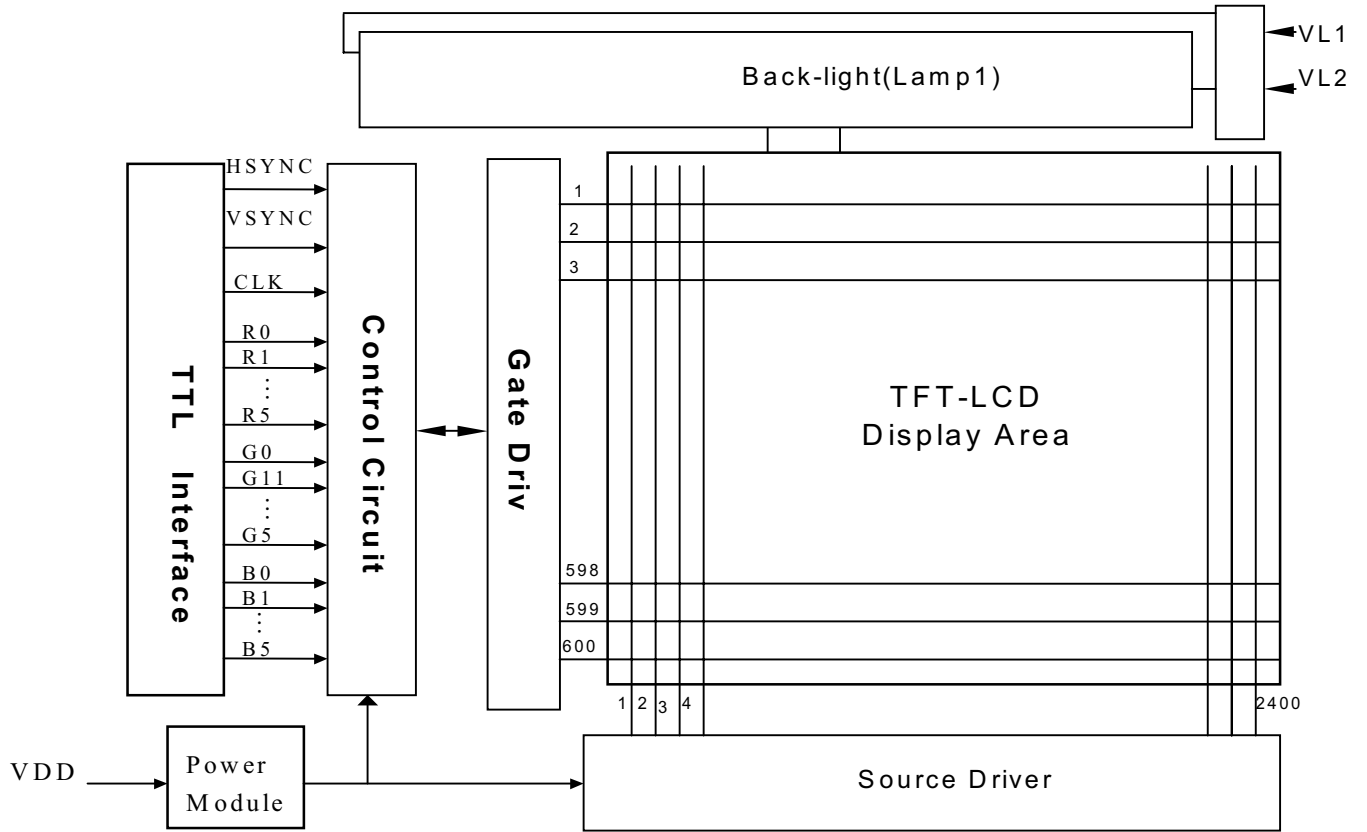 VL1
Back-light(Lamp1)
VL2
HSYNC
VSYNC
CLK
R0
R1
⋮
R5
G0
G11
⋮
G5
B0
B1
⋮
B5
TTL Interface
Control Circuit
Gate Driv
1
2
3
TFT-LCD
Display Area
598
599
600
1 2 3 4 2400
VDD
Power
Module
Source Driver